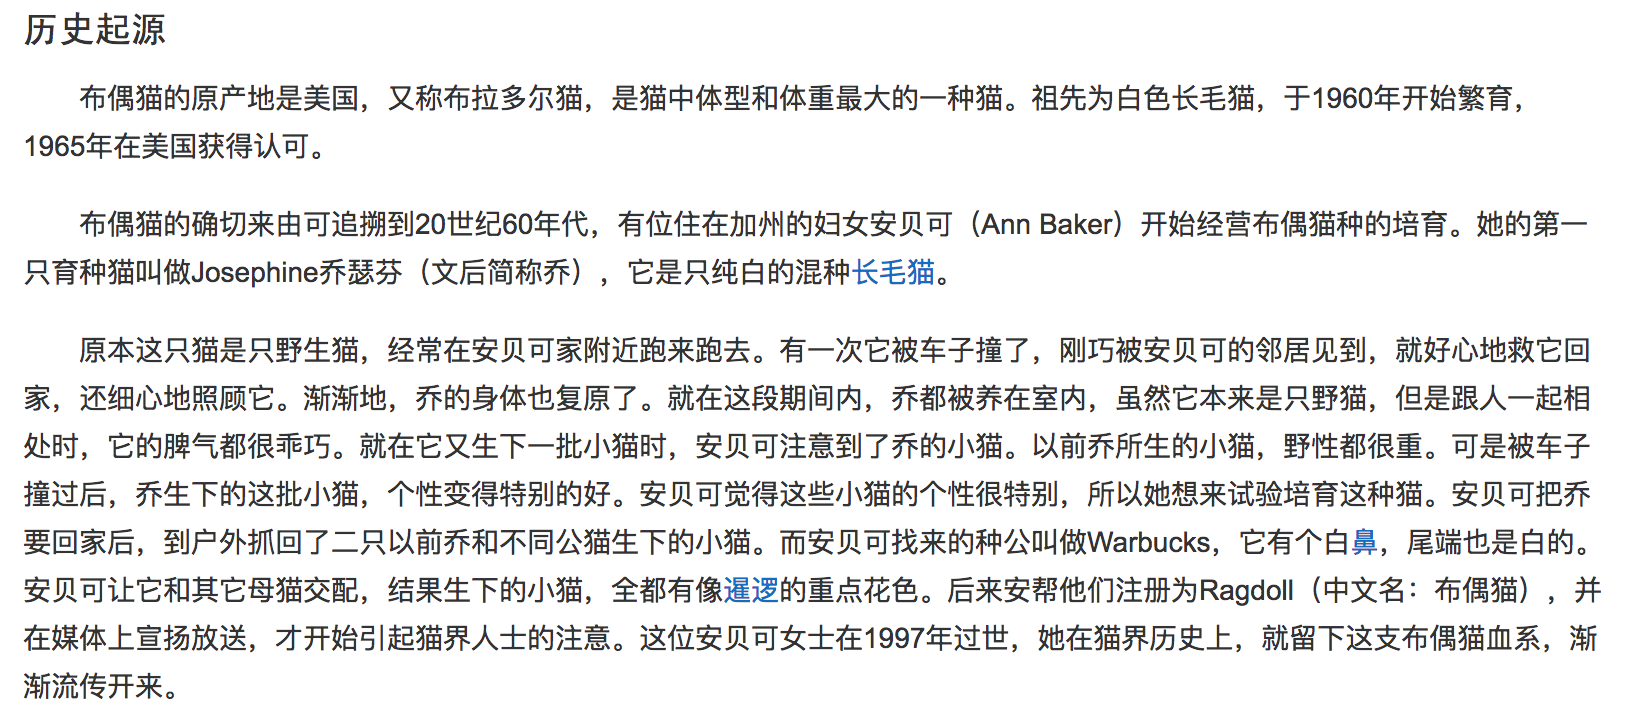 历史起源
布偶猫的原产地是美国，又称布拉多尔猫，是猫中体型和体重最大的一种猫。祖先为白色长毛猫，于1960年开始繁育，
1965年在美国获得认可。
布偶猫的确切来由可追搠到20世纪60年代，有位住在加州的妇女安贝可（Ann Baker）开始经营布偶猫种的培育。她的第一
只育种猫叫做Josephine乔瑟芬（文后简称乔），它是只纯白的混种长毛猫。
原本这只猫是只野生猫，经常在安贝可家附近跑来跑去。有一次它被车子撞了，刚巧被安贝可的邻居见到，就好心地救它回
家，还细心地照顾它。渐渐地，乔的身体也复原了。就在这段期间内，乔都被养在室内，虽然它本来是只野猫，但是跟人一起相
处时，它的脾气都很乖巧。就在它又生下一批小猫时，安贝可注意到了乔的小猫。以前乔所生的小猫，野性都很重。可是被车子
撞过后，乔生下的这批小猫，个性变得特别的好。安贝可觉得这些小猫的个性很特别，所以她想来试验培育这种猫。安贝可把乔
要回家后，到户外抓回了二只以前乔和不同公猫生下的小猫。而安贝可找来的种公叫做Warbucks，它有个白鼻，尾端也是白的。
安贝可让它和其它母猫交配，结果生下的小猫，全都有像暹逻的重点花色。后来安帮他们注册为Ragdoll（中文名：布偶猫），并
在媒体上宣扬放送，才开始引起猫界人士的注意。这位安贝可女士在1997年过世，她在猫界历史上，就留下这支布偶猫血系，渐
渐流传开来。